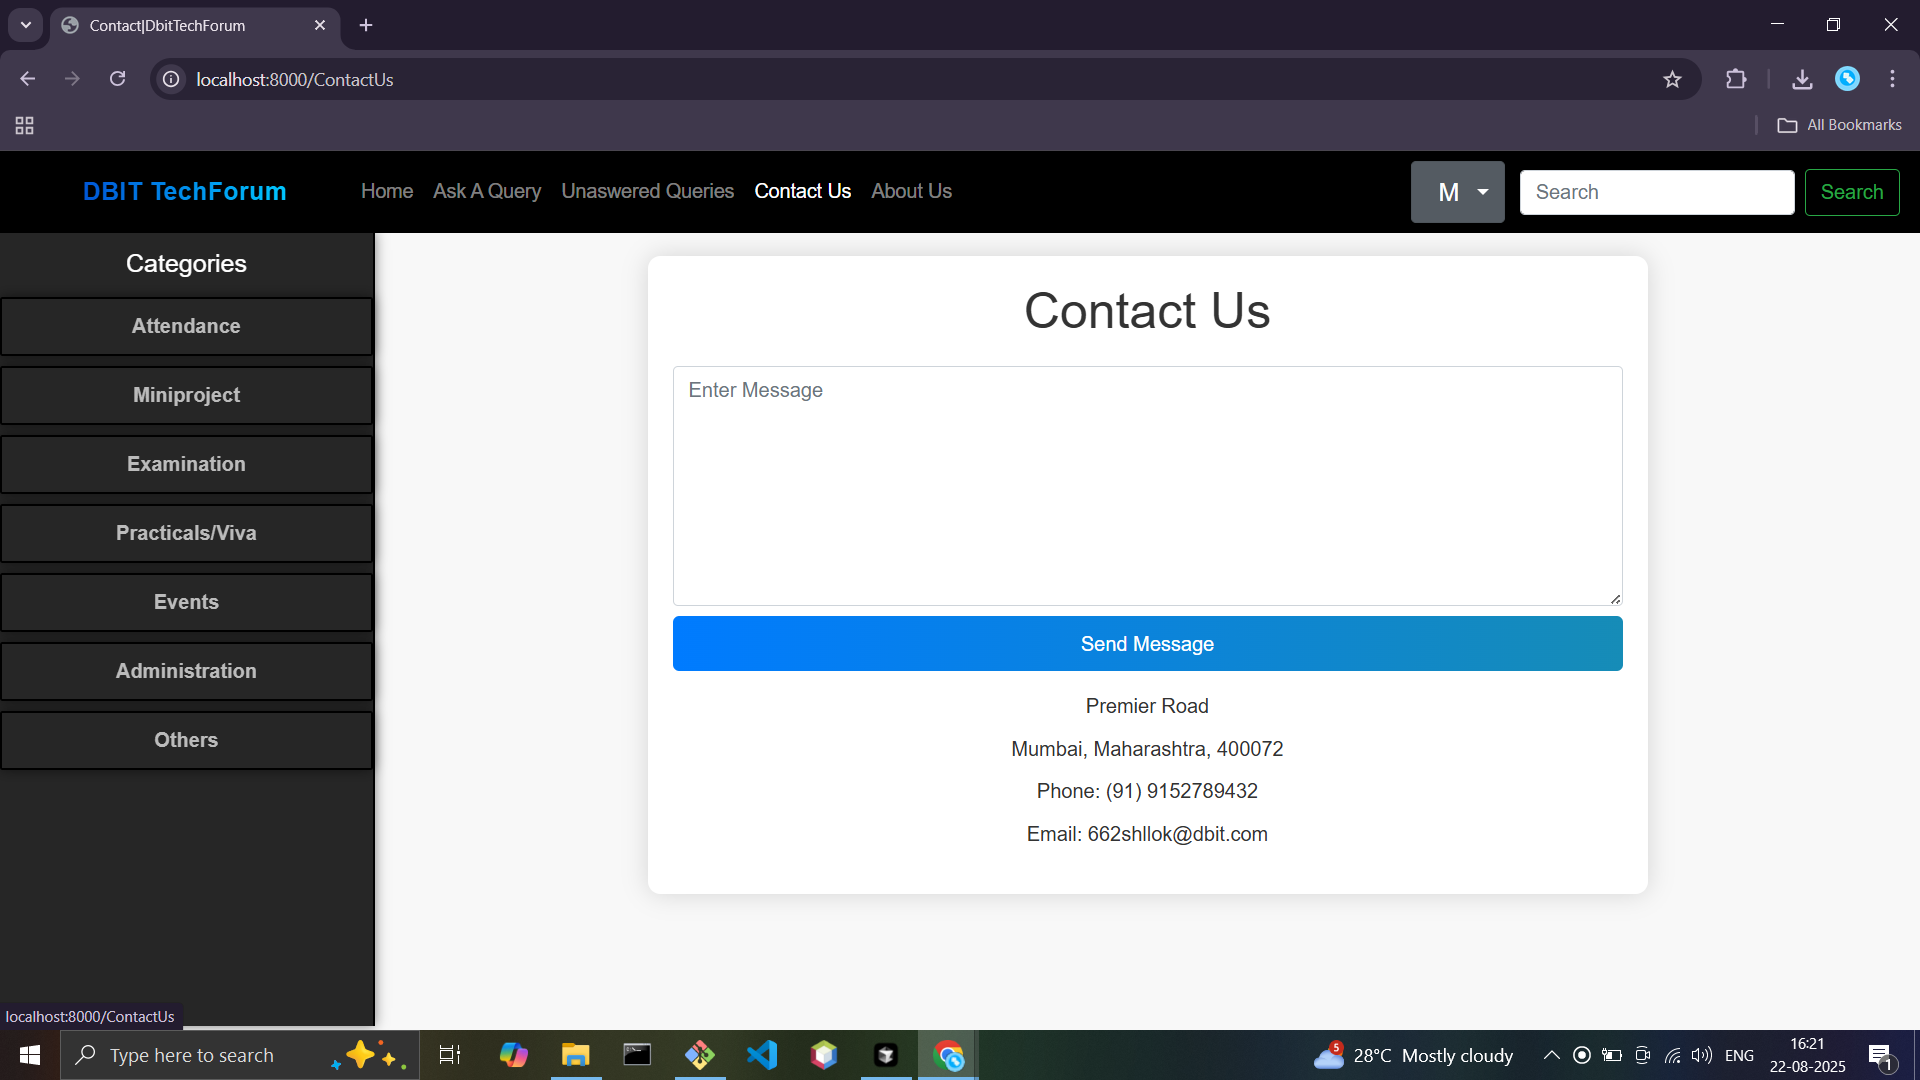 Contact|DbitTechForum
localhost:8000/ContactUs
All Bookmarks
DBIT TechForum
Home
Ask A Query
Unaswered Queries
Contact Us
About Us
M
Search
Search
Categories
Attendance
Miniproject
Examination
Practicals/Viva
Events
Administration
Others
Contact Us
Enter Message
Send Message
Premier Road
Mumbai, Maharashtra, 400072
Phone: (91) 9152789432
Email: 662shllok@dbit.com
localhost:8000/ContactUs
Type here to search
5
28°C Mostly cloudy
ENG
16:21
22-08-2025
1